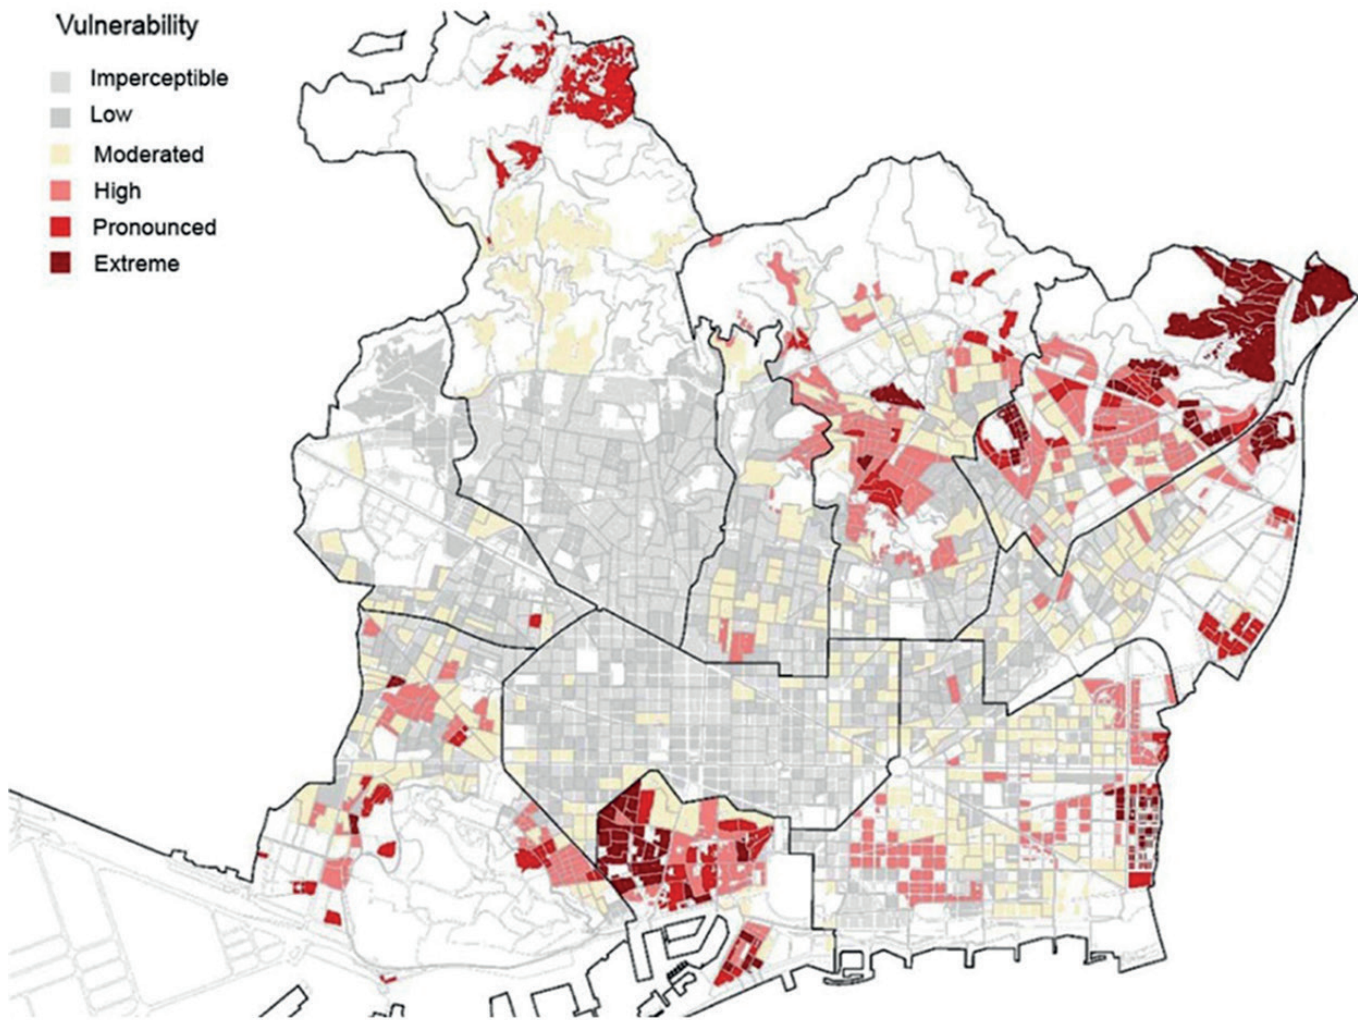 Vulnerability
Imperceptible
Low
Moderated
High
Pronounced
Extreme